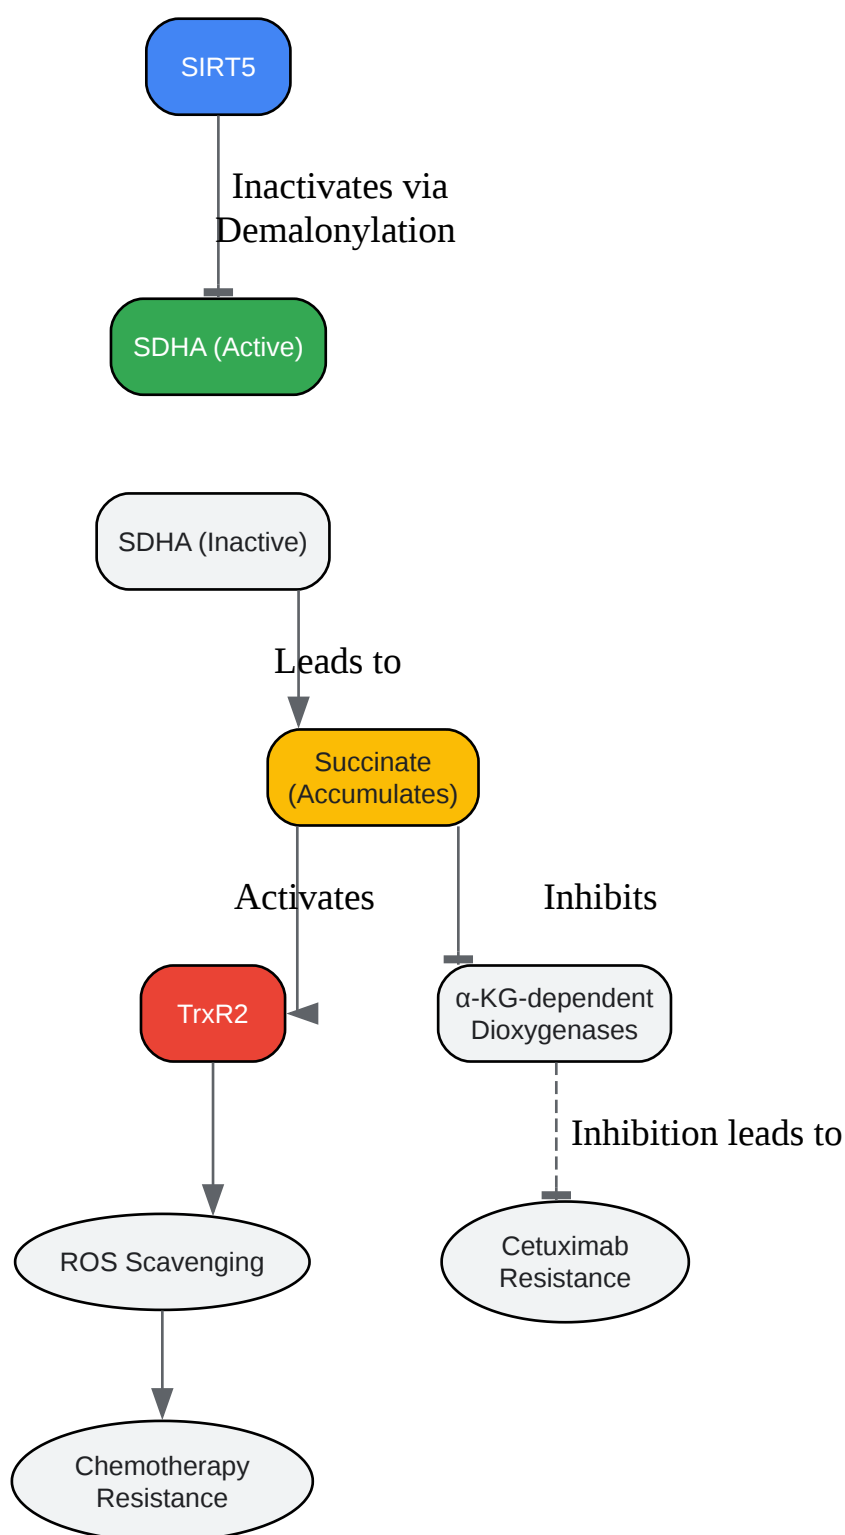 SIRT5
Inactivates via
Demalonylation
SDHA (Active)
SDHA (Inactive)
Leads to
Succinate
(Accumulates)
Activates
Inhibits
TrxR2
α-KG-dependent
Dioxygenases
Inhibition leads to
ROS Scavenging
Cetuximab
Resistance
Chemotherapy
Resistance